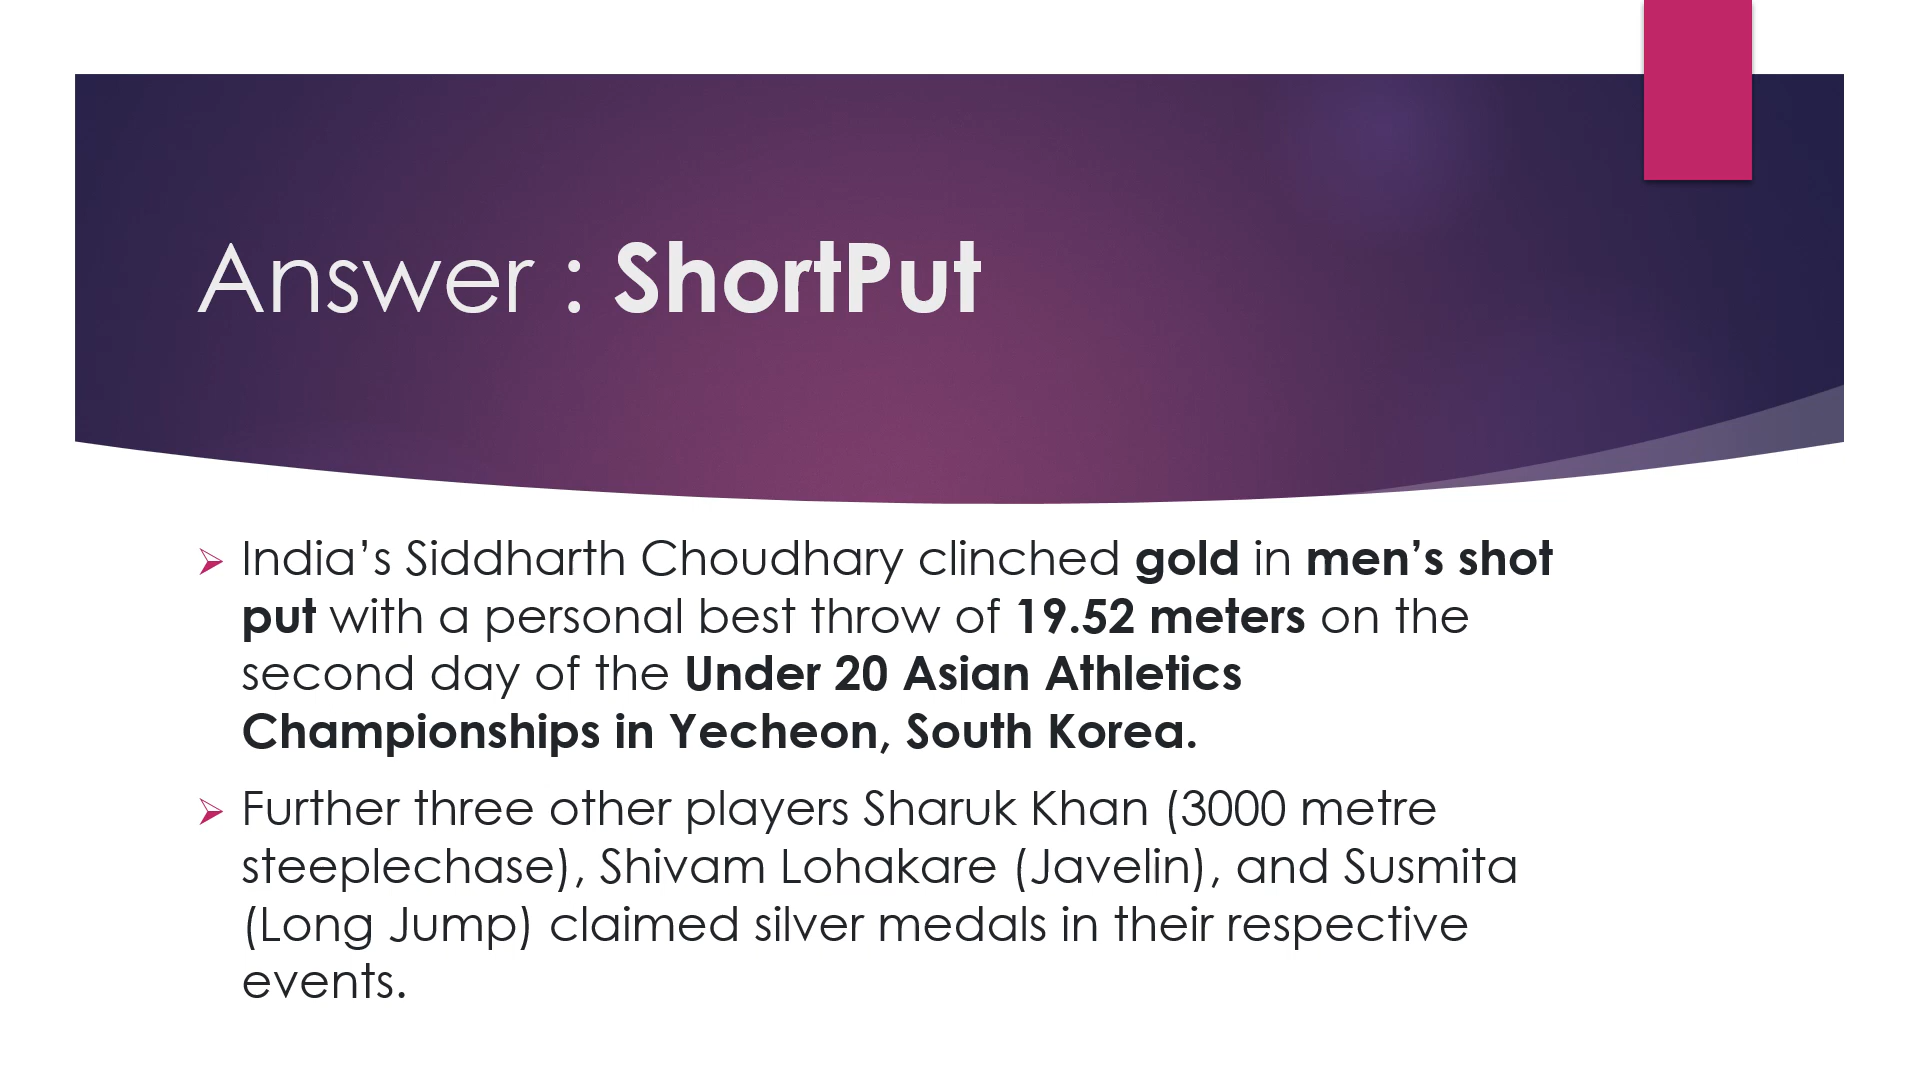 Answer : ShortPut
India’s Siddharth Choudhary clinched gold in men’s shot
put with a personal best throw of 19.52 meters on the
second day of the Under 20 Asian Athletics
Championships in Yecheon, South Korea.
Further three other players Sharuk Khan (3000 metre
steeplechase), Shivam Lohakare (Javelin), and Susmita
(Long Jump) claimed silver medals in their respective
events.